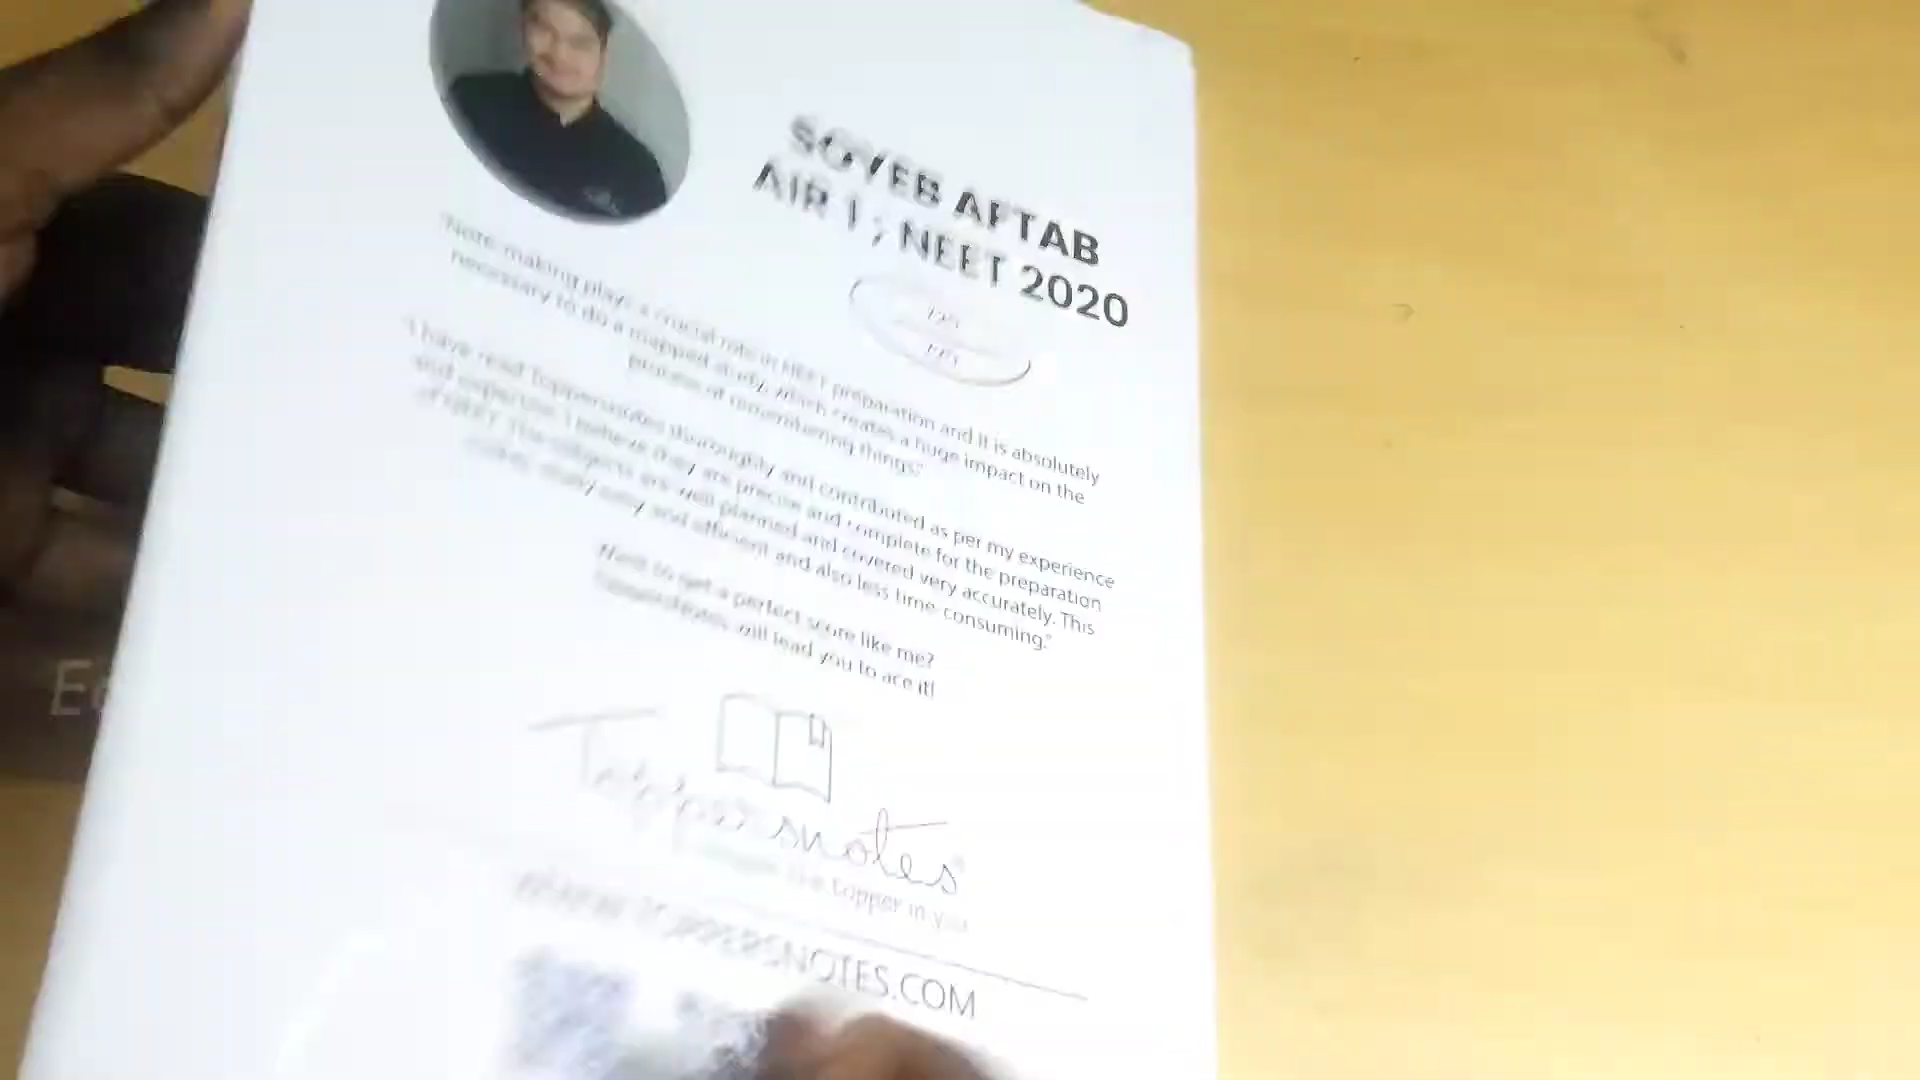 SOYEB AFTAB
AIR 1 ; NEET 2020
"Note making plays a crucial role in NEET preparation and it is absolutely
necessary to do a mapped study, which creates a huge impact on the
process of remembering things."
"I have read Toppersnotes thoroughly and contributed as per my experience
and expertise. I believe they are precise and complete for the preparation
of NEET. The subjects are well planned and covered very accurately. This
study easy and efficient and also less time consuming."
Want to get a perfect score like me?
Toppersnotes will lead you to ace it!
Toppersnotes
the topper in you
WWW.TOPPERSNOTES.COM